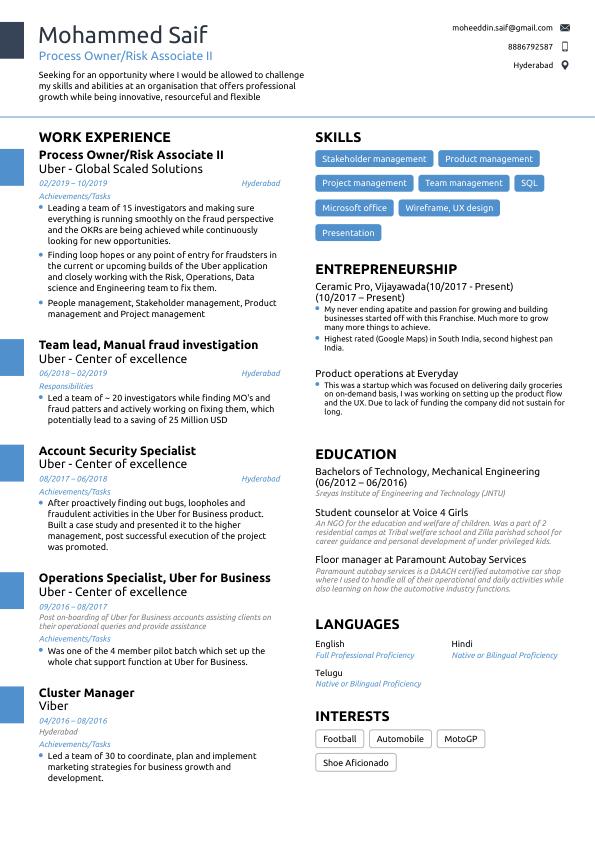 Mohammed Saif
Process Owner/Risk Associate II
Seeking for an opportunity where I would be allowed to challenge
my skills and abilities at an organisation that offers professional
growth while being innovative, resourceful and flexible
moheeddin.saif@gmail.com
8886792587
Hyderabad
WORK EXPERIENCE
Process Owner/Risk Associate II
Uber - Global Scaled Solutions
02/2019 – 10/2019 Hyderabad
Achievements/Tasks
Leading a team of 15 investigators and making sure
everything is running smoothly on the fraud perspective
and the OKRs are being achieved while continuously
looking for new opportunities.
Finding loop hopes or any point of entry for fraudsters in
the current or upcoming builds of the Uber application
and closely working with the Risk, Operations, Data
science and Engineering team to fix them.
People management, Stakeholder management, Product
management and Project management
Team lead, Manual fraud investigation
Uber - Center of excellence
06/2018 – 02/2019 Hyderabad
Responsibilities
Led a team of ~ 20 investigators while finding MO's and
fraud patters and actively working on fixing them, which
potentially lead to a saving of 25 Million USD
Account Security Specialist
Uber - Center of excellence
08/2017 – 06/2018 Hyderabad
Achievements/Tasks
After proactively finding out bugs, loopholes and
fraudulent activities in the Uber for Business product.
Built a case study and presented it to the higher
management, post successful execution of the project
was promoted.
Operations Specialist, Uber for Business
Uber - Center of excellence
09/2016 – 08/2017
Post on-boarding of Uber for Business accounts assisting clients on
their operational queries and provide assistance
Achievements/Tasks
Was one of the 4 member pilot batch which set up the
whole chat support function at Uber for Business.
Cluster Manager
Viber
04/2016 – 08/2016
Hyderabad
Achievements/Tasks
Led a team of 30 to coordinate, plan and implement
marketing strategies for business growth and
development.
SKILLS
Stakeholder management Product management
Project management Team management SQL
Microsoft office Wireframe, UX design
Presentation
ENTREPRENEURSHIP
Ceramic Pro, Vijayawada(10/2017 - Present)
(10/2017 – Present)
My never ending apatite and passion for growing and building
businesses started off with this Franchise. Much more to grow
many more things to achieve.
Highest rated (Google Maps) in South India, second highest pan
India.
Product operations at Everyday
This was a startup which was focused on delivering daily groceries
on on-demand basis, I was working on setting up the product flow
and the UX. Due to lack of funding the company did not sustain for
long.
EDUCATION
Bachelors of Technology, Mechanical Engineering
(06/2012 – 06/2016)
Sreyas Institute of Engineering and Technology (JNTU)
Student counselor at Voice 4 Girls
An NGO for the education and welfare of children. Was a part of 2
residential camps at Tribal welfare school and Zilla parishad school for
career guidance and personal development of under privileged kids.
Floor manager at Paramount Autobay Services
Paramount autobay services is a DAACH certified automotive car shop
where I used to handle all of their operational and daily activities while
also learning on how the automotive industry functions.
LANGUAGES
English Hindi
Full Professional Proficiency Native or Bilingual Proficiency
Telugu
Native or Bilingual Proficiency
INTERESTS
Football Automobile MotoGP
Shoe Aficionado